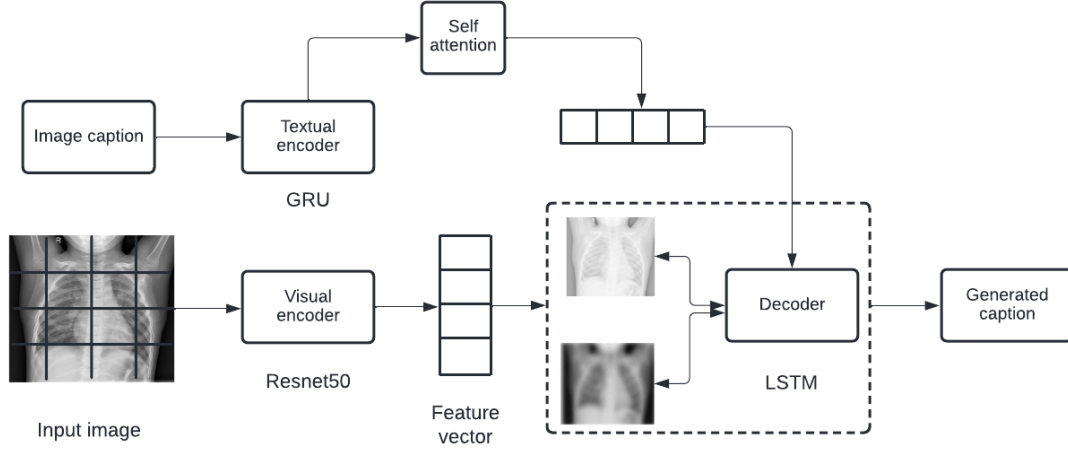 Self
attention
Image caption
Textual
encoder
GRU
R
Visual
encoder
Resnet50
Input image
Feature
vector
Decoder
LSTM
Generated
caption